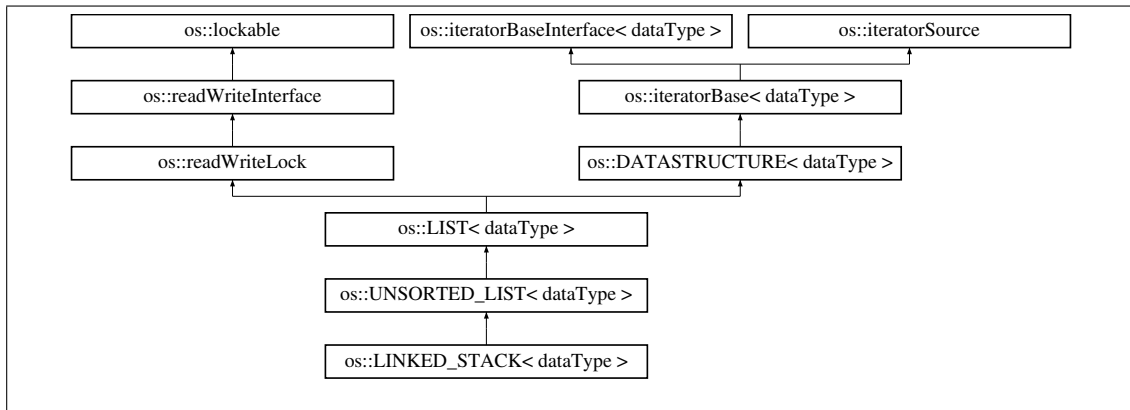 os::lockable
os::iteratorBaseInterface< dataType >
os::iteratorSource
os::readWriteInterface
os::iteratorBase< dataType >
os::readWriteLock
os::DATASTRUCTURE< dataType >
os::LIST< dataType >
os::UNSORTED_LIST< dataType >
os::LINKED_STACK< dataType >